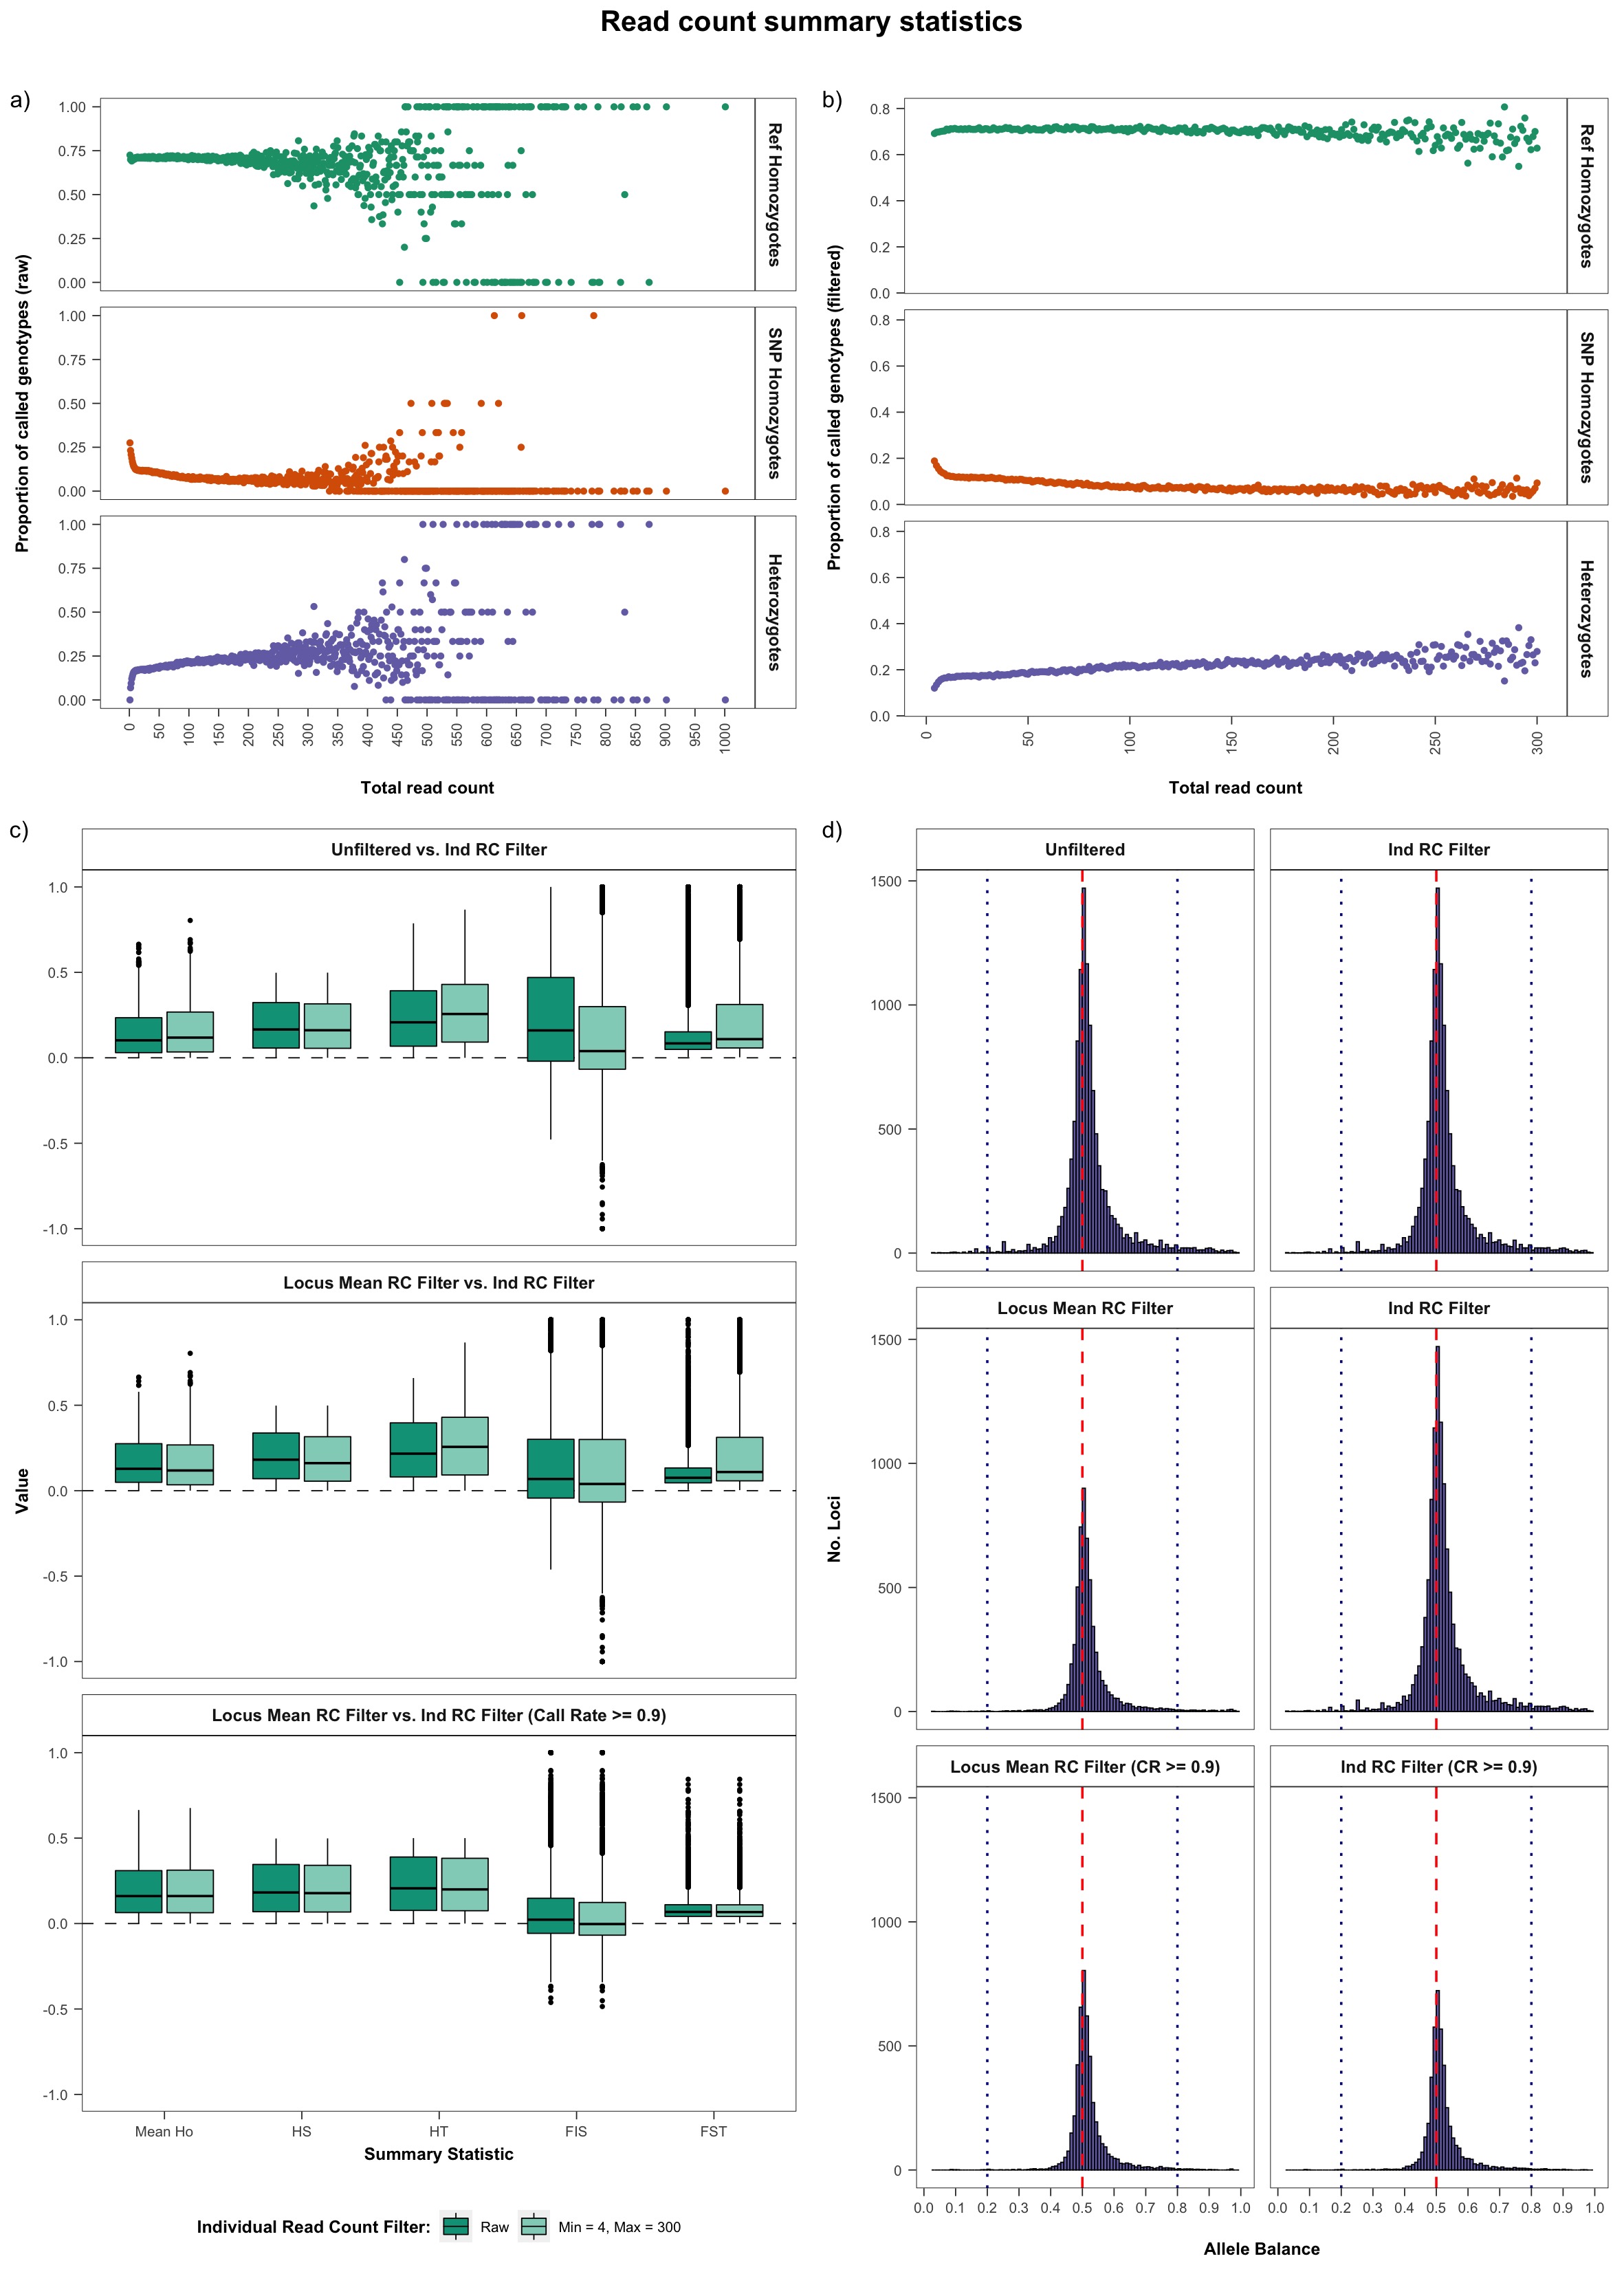 Read count summary statistics
a)
Proportion of called genotypes (raw)
1.00
0.75
0.50
0.25
0.00
Ref Homozygotes
1.00
0.75
0.50
0.25
0.00
SNP Homozygotes
1.00
0.75
0.50
0.25
0.00
Heterozygotes
0 50 100 150 200 250 300 350 400 450 500 550 600 650 700 750 800 850 900 950 1000
Total read count
b)
Proportion of called genotypes (filtered)
0.8
0.6
0.4
0.2
0.0
Ref Homozygotes
0.8
0.6
0.4
0.2
0.0
SNP Homozygotes
0.8
0.6
0.4
0.2
0.0
Heterozygotes
0 50 100 150 200 250 300
Total read count
c)
Value
Unfiltered vs. Ind RC Filter
1.0
0.5
0.0
-0.5
-1.0
Locus Mean RC Filter vs. Ind RC Filter
1.0
0.5
0.0
-0.5
-1.0
Locus Mean RC Filter vs. Ind RC Filter (Call Rate >= 0.9)
1.0
0.5
0.0
-0.5
-1.0
Mean Ho HS HT FIS FST
Summary Statistic
Individual Read Count Filter: Raw Min = 4, Max = 300
d)
No. Loci
Unfiltered Ind RC Filter
1500
1000
500
0
Locus Mean RC Filter Ind RC Filter
1500
1000
500
0
Locus Mean RC Filter (CR >= 0.9) Ind RC Filter (CR >= 0.9)
1500
1000
500
0
0.0 0.1 0.2 0.3 0.4 0.5 0.6 0.7 0.8 0.9 1.0 0.0 0.1 0.2 0.3 0.4 0.5 0.6 0.7 0.8 0.9 1.0
Allele Balance